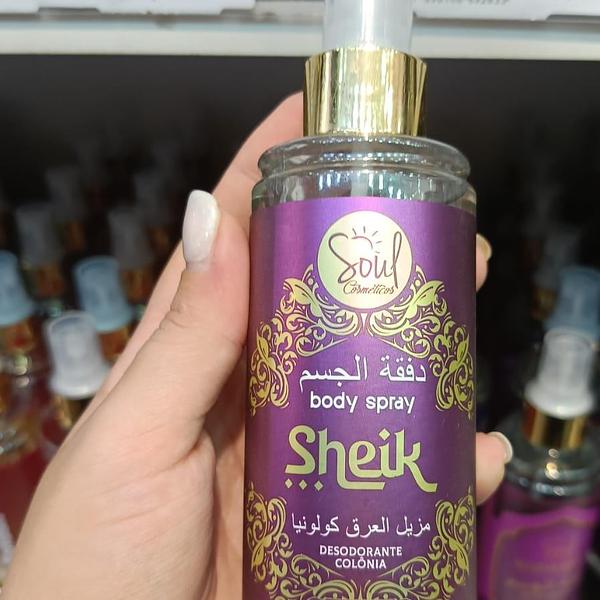 Soul
Cosméticos
دفقة الجسم
body spray
Sheik
مزيل العرق كولونيا
DESODORANTE
COLÔNIA